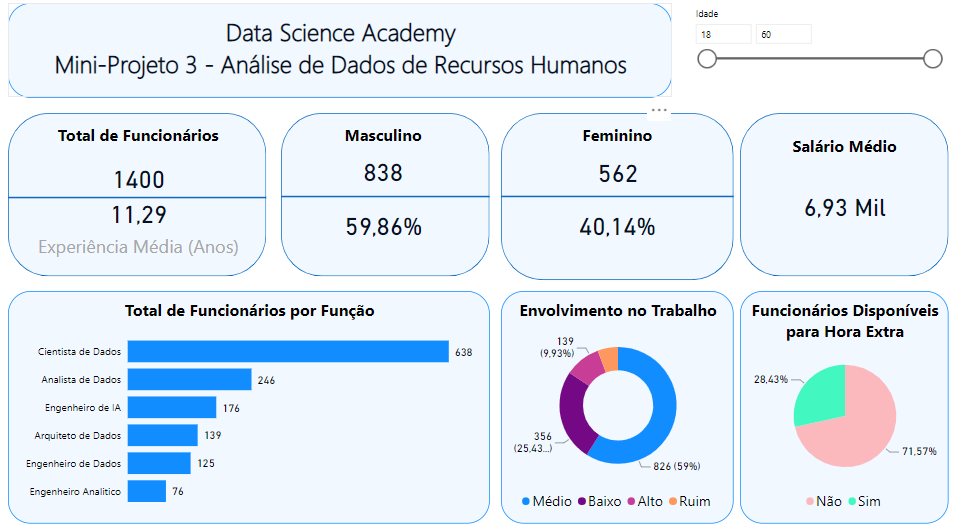 Data Science Academy
Mini-Projeto 3 - Análise de Dados de Recursos Humanos
Idade
18
60
Total de Funcionários
1400
11,29
Experiência Média (Anos)
Masculino
838
59,86%
Feminino
562
40,14%
Salário Médio
6,93 Mil
Total de Funcionários por Função
Cientista de Dados 638
Analista de Dados 246
Engenheiro de IA 176
Arquiteto de Dados 139
Engenheiro de Dados 125
Engenheiro Analítico 76
Envolvimento no Trabalho
139
(9,93%)
356
(25,43...)
826 (59%)
Médio Baixo Alto Ruim
Funcionários Disponíveis
para Hora Extra
28,43%
71,57%
Não Sim